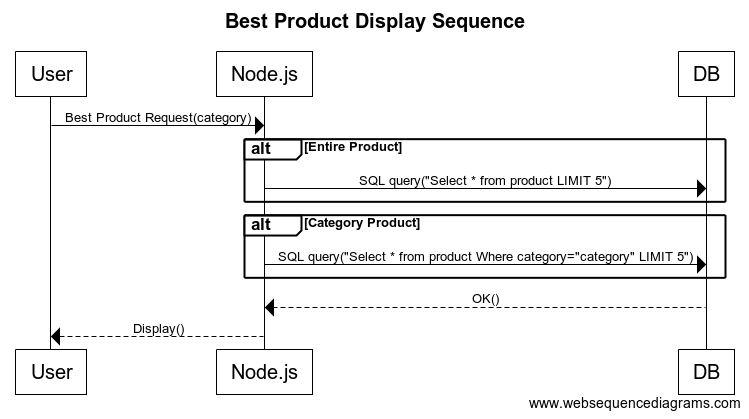 Best Product Display Sequence
User
Node.js
DB
Best Product Request(category)
alt
[Entire Product]
SQL query("Select * from product LIMIT 5")
alt
[Category Product]
SQL query("Select * from product Where category="category" LIMIT 5")
OK()
Display()
User
Node.js
DB
www.websequencediagrams.com